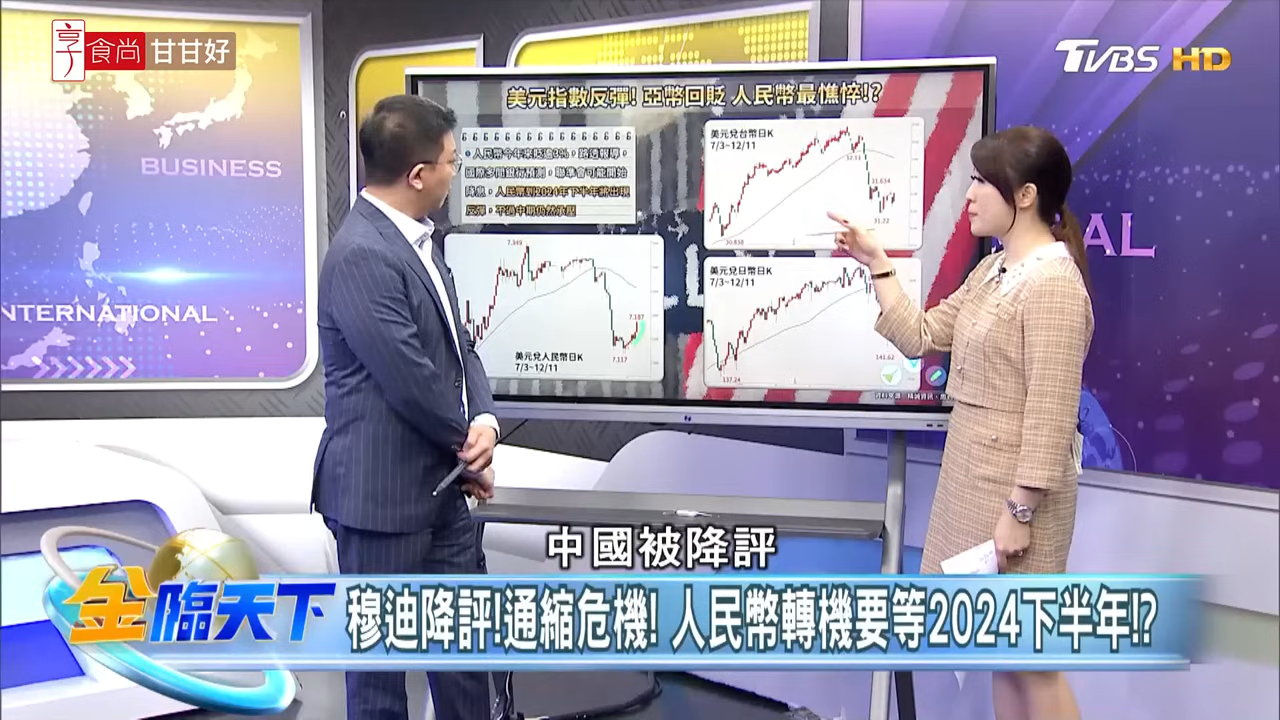 享
食尚
甘甘好
TVBS HD
BUSINESS
INTERNATIONAL
美元指數反彈! 亞幣回貶 人民幣最憔悴!?
人民幣今年來貶逾3%，路透報導，
國際多間銀行預測，聯準會可能開始
降息，人民幣到2024年下半年將出現
反彈，不過中期仍然承壓
美元兌台幣日K
7/3~12/11
32.11
31.634
31.22
30.838
7.349
7.187
7.117
美元兌人民幣日K
7/3~12/11
美元兌日幣日K
7/3~12/11
141.62
137.24
中國被降評
金臨天下
穆迪降評!通縮危機! 人民幣轉機要等2024下半年!?